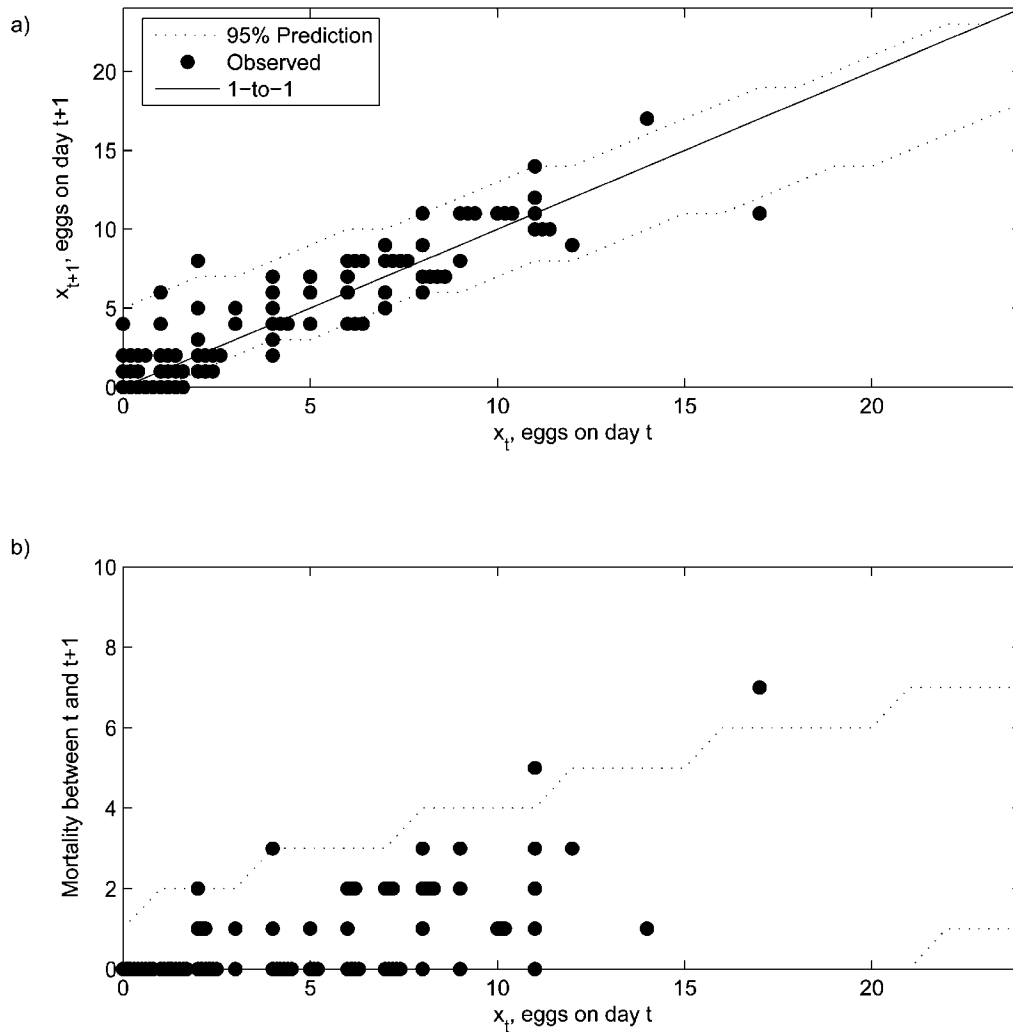 a)
95% Prediction
Observed
1-to-1
20
15
10
5
0
x_{t+1}, eggs on day t+1
0 5 10 15 20
x_t, eggs on day t
b)
10
8
6
4
2
0
Mortality between t and t+1
0 5 10 15 20
x_t, eggs on day t